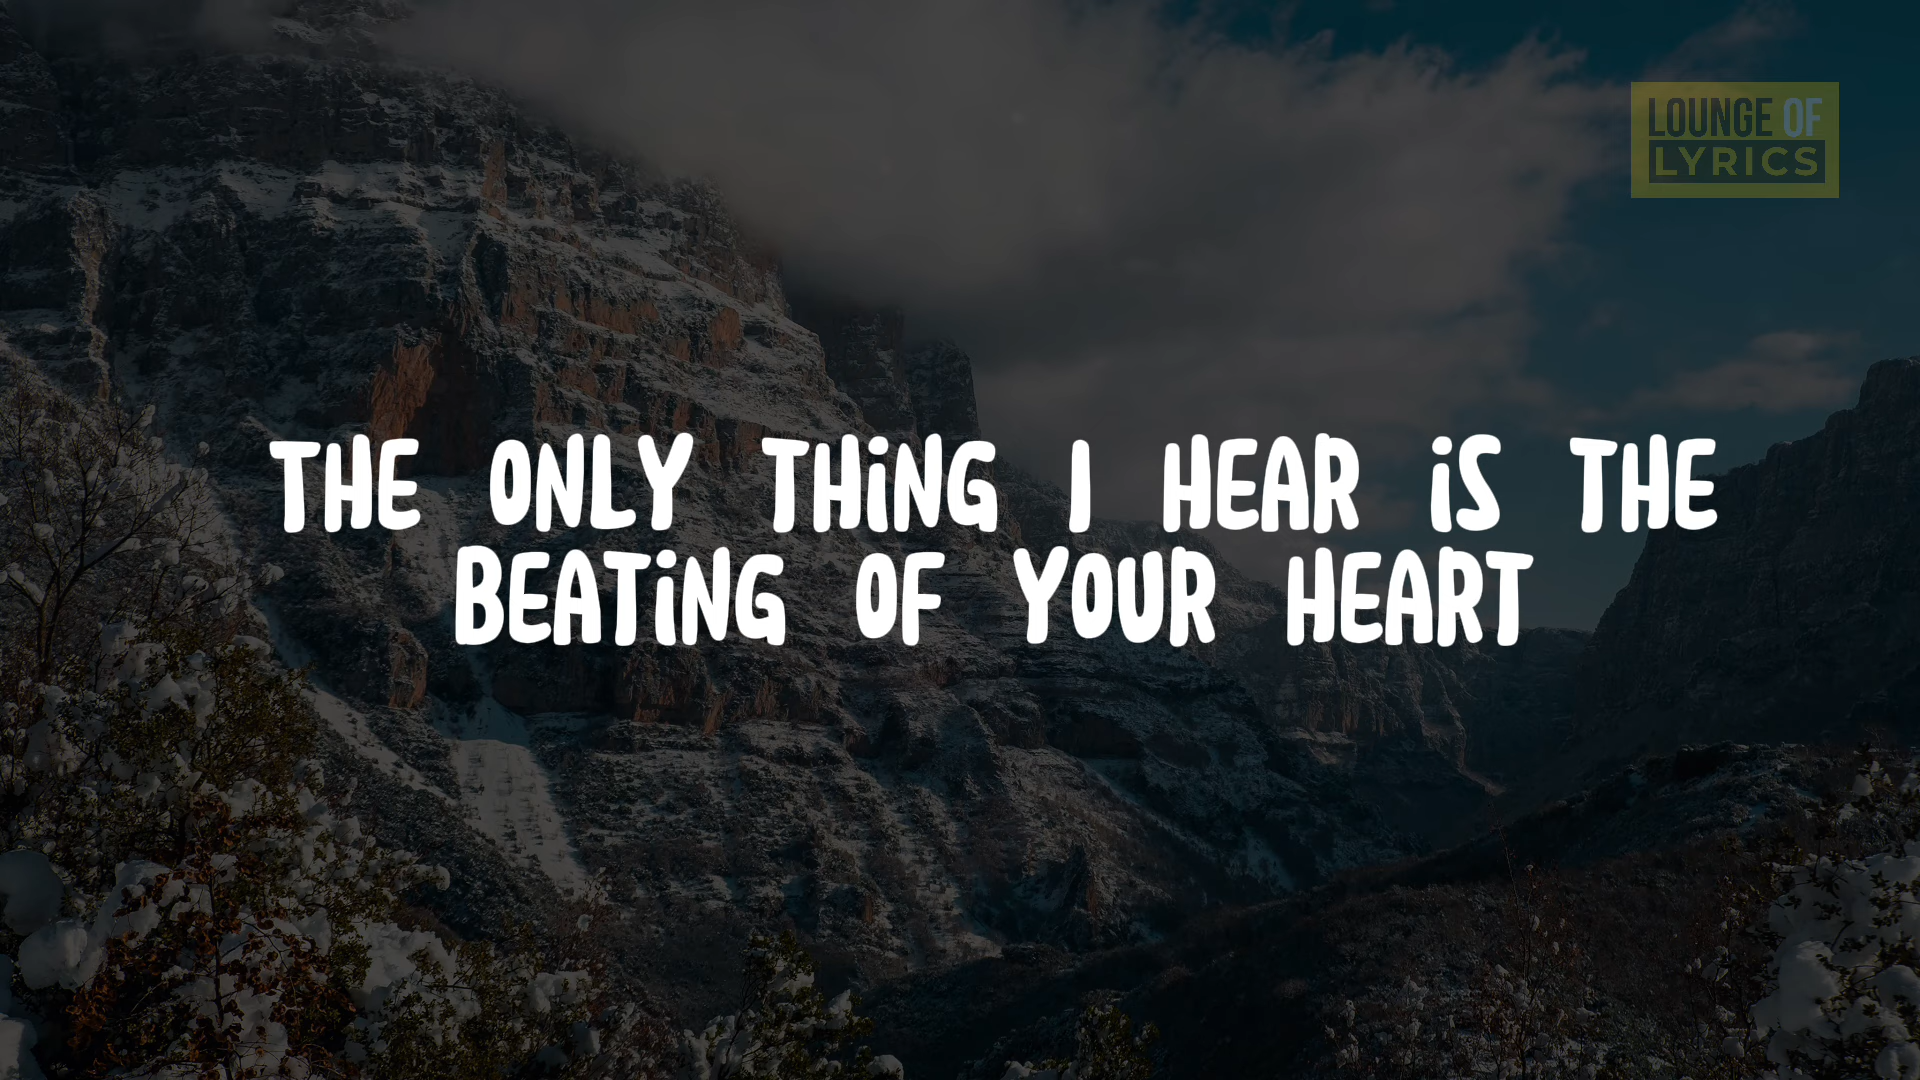 LOUNGE OF
LYRICS
THE ONLY THiNG I HEAR iS THE
BEATiNG OF YOUR HEART